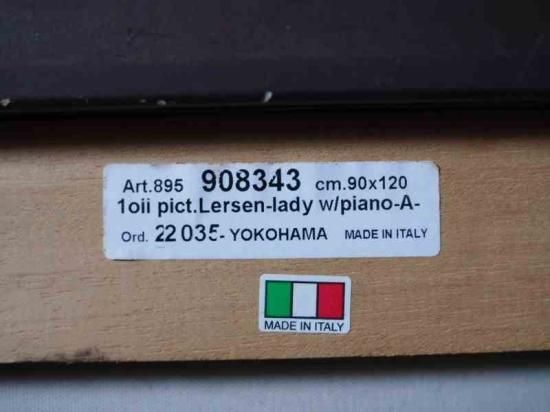 Art.895 908343 cm.90x120
1oii pict.Lersen-lady w/piano-A-
Ord. 22 035- YOKOHAMA MADE IN ITALY
MADE IN ITALY